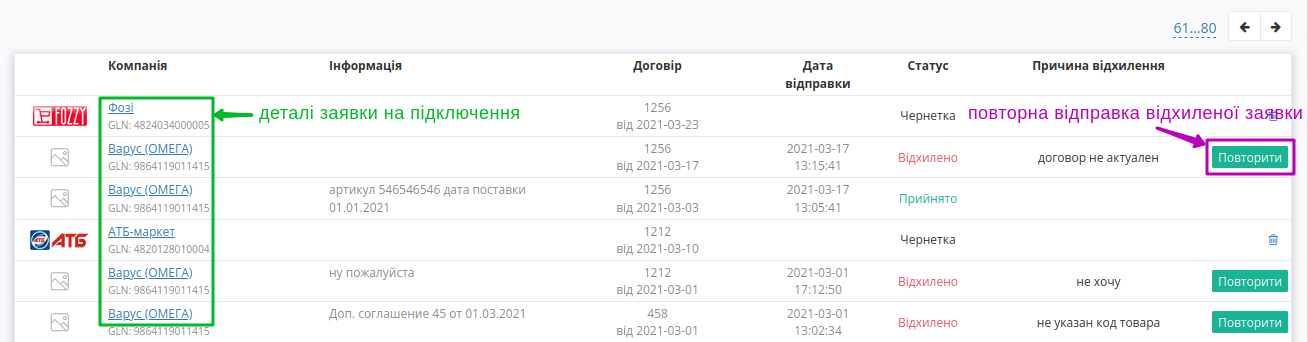 61...80
Компанія Інформація Договір Дата відправки Статус Причина відхилення
FOZZY Фозі 1256 Чернетка
GLN: 4824034000005 від 2021-03-23
деталі заявки на підключення
повторна відправка відхиленої заявки
Варус (ОМЕГА) 1256 2021-03-17 Відхилено договор не актуален Повторити
GLN: 9864119011415 від 2021-03-17 13:15:41
Варус (ОМЕГА) артикул 546546546 дата поставки 1256 2021-03-17 Прийнято
GLN: 9864119011415 01.01.2021 від 2021-03-03 13:05:41
АТБ АТБ АТБ-маркет 1212 Чернетка
GLN: 4820128010004 від 2021-03-10
Варус (ОМЕГА) ну пожалуйста 1212 2021-03-01 Відхилено не хочу Повторити
GLN: 9864119011415 від 2021-03-01 17:12:50
Варус (ОМЕГА) Доп. соглашение 45 от 01.03.2021 458 2021-03-01 Відхилено не указан код товара Повторити
GLN: 9864119011415 від 2021-03-01 13:02:34